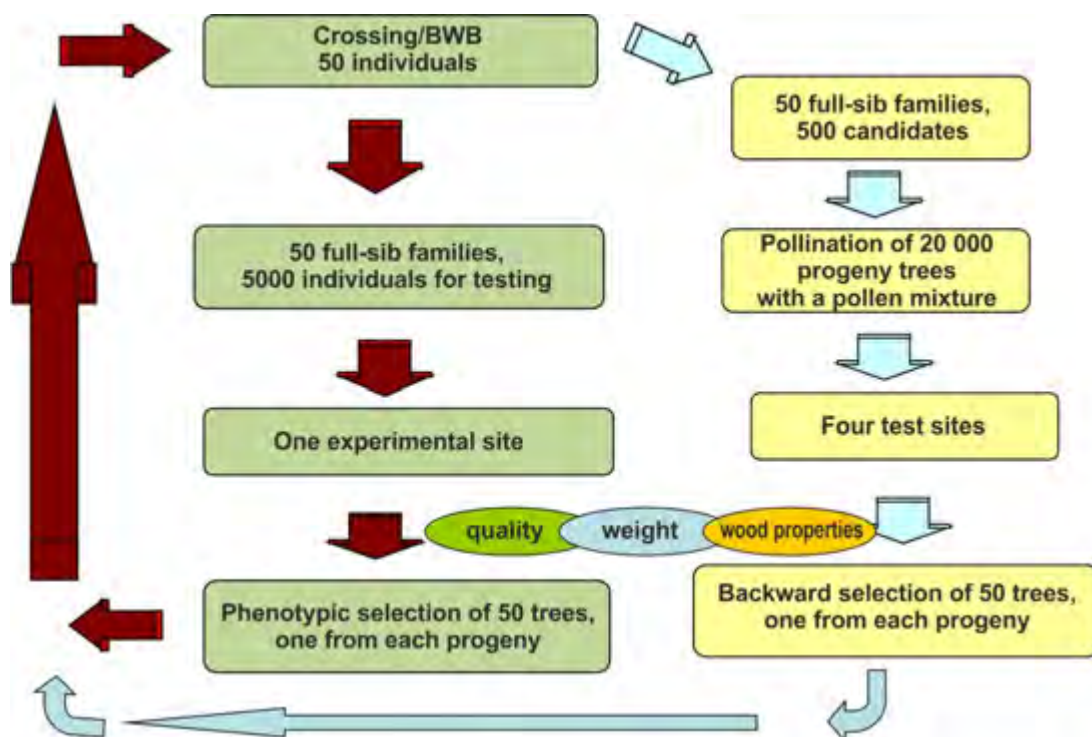 Crossing/BWB
50 individuals
50 full-sib families,
500 candidates
50 full-sib families,
5000 individuals for testing
Pollination of 20 000
progeny trees
with a pollen mixture
One experimental site
Four test sites
quality
weight
wood properties
Phenotypic selection of 50 trees,
one from each progeny
Backward selection of 50 trees,
one from each progeny